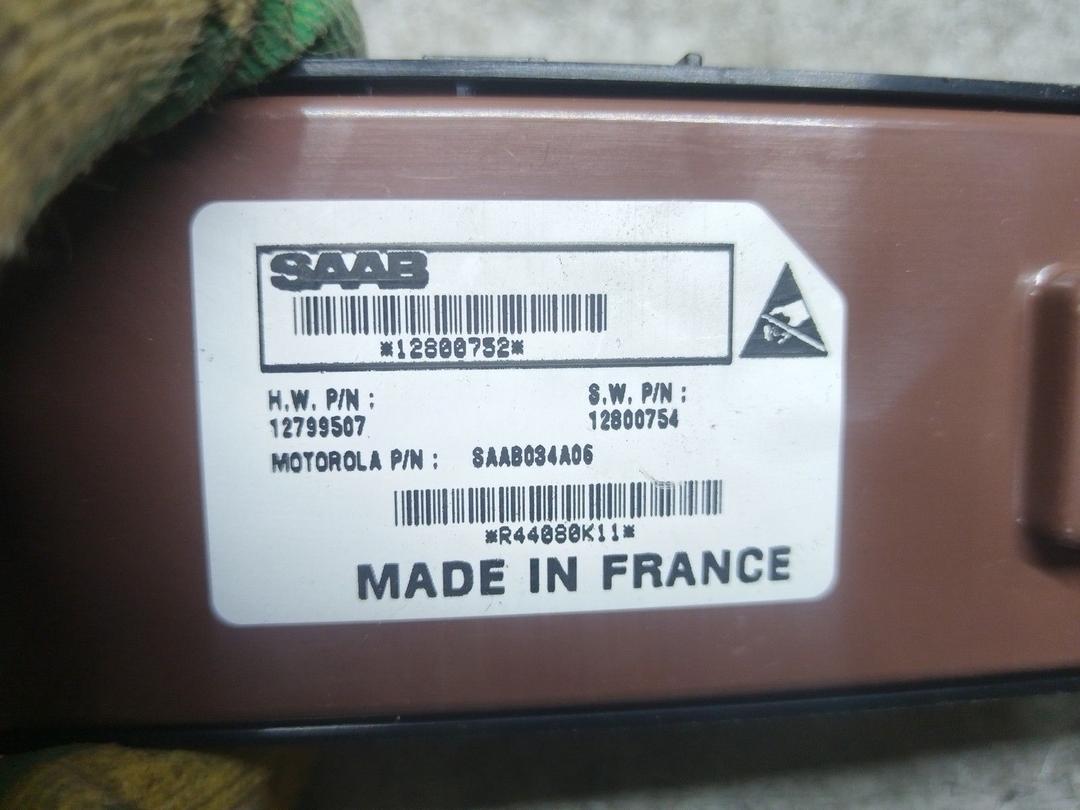 SAAB
*12800752*
H.W. P/N : S.W. P/N :
12799507 12800754
MOTOROLA P/N : SAAB034A06
*R44080K11*
MADE IN FRANCE